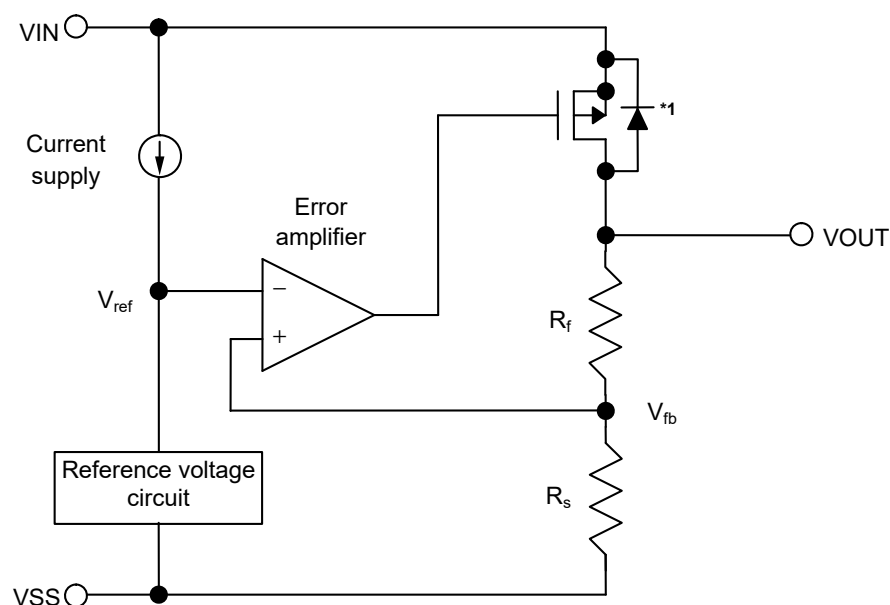 VIN
*1
Current
supply
Error
amplifier
VOUT
Vref
−
+
Rf
Vfb
Reference voltage
circuit
Rs
VSS